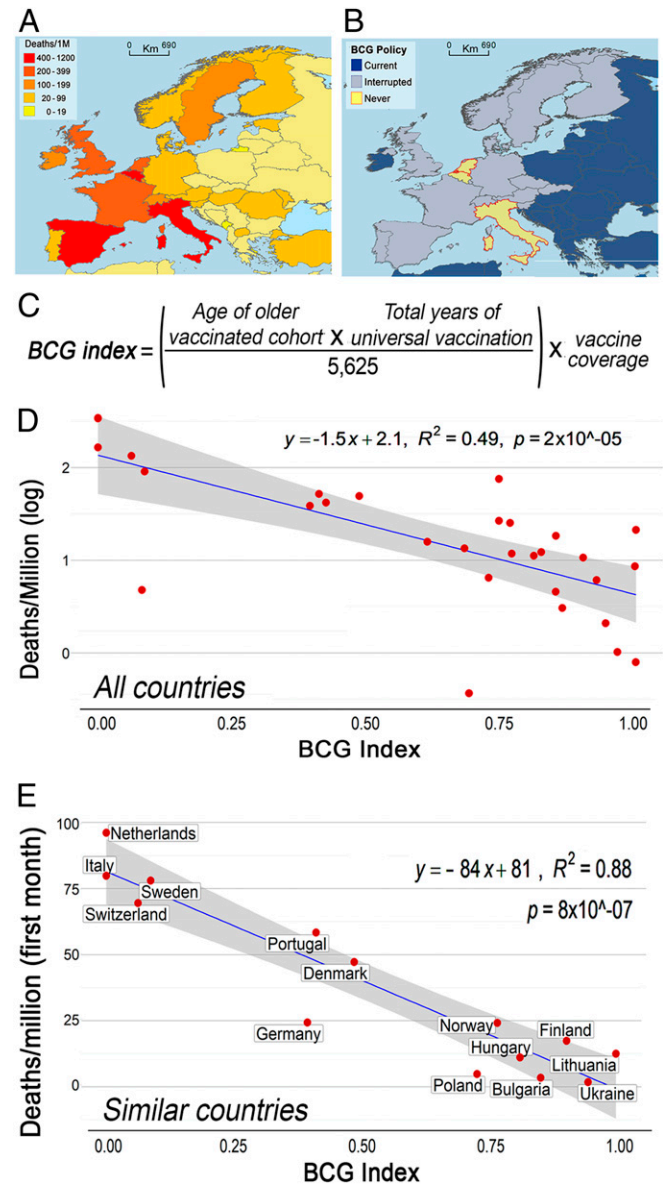 A
Deaths/1M
400 - 1200
200 - 399
100 - 199
20 - 99
0 - 19
0 Km 690
B
BCG Policy
Current
Interrupted
Never
0 Km 690
C
BCG index = ( Age of older vaccinated cohort X Total years of universal vaccination / 5,625 ) X vaccine coverage
D
y = -1.5x + 2.1, R² = 0.49, p = 2x10^-05
Deaths/Million (log)
2
1
0
All countries
0.00 0.25 0.50 0.75 1.00
BCG Index
E
Deaths/million (first month)
100
75
50
25
0
y = - 84 x + 81 , R² = 0.88
p = 8x10^-07
Netherlands
Italy
Sweden
Switzerland
Portugal
Denmark
Germany
Norway
Finland
Hungary
Lithuania
Poland
Bulgaria
Ukraine
Similar countries
0.00 0.25 0.50 0.75 1.00
BCG Index